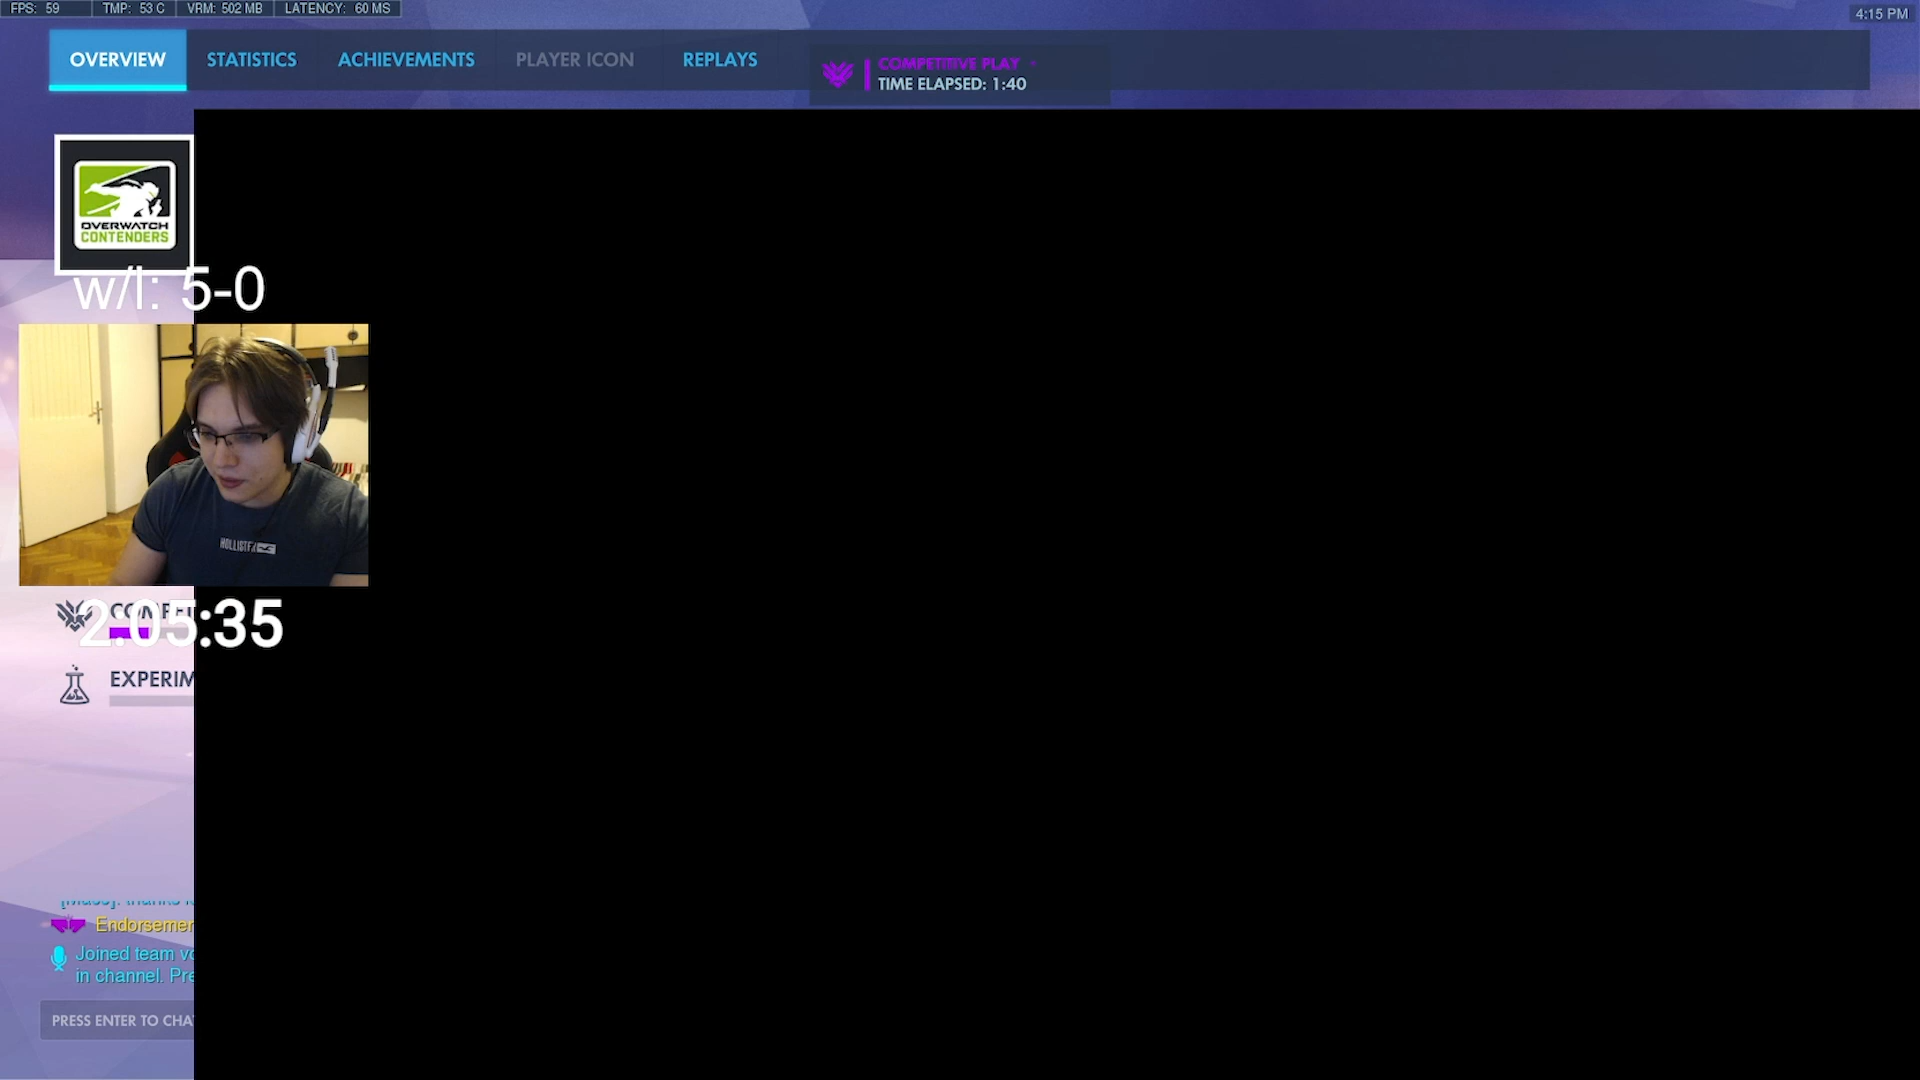 FPS: 59 TMP: 53 C VRM: 502 MB LATENCY: 60 MS
4:15 PM
OVERVIEW STATISTICS ACHIEVEMENTS PLAYER ICON REPLAYS
COMPETITIVE PLAY
TIME ELAPSED: 1:40
OVERWATCH
CONTENDERS
w/l: 5-0
HOLLISTER
COMPET
2:05:35
EXPERIM
Endorsemen
Joined team vo
in channel. Pre
PRESS ENTER TO CHA